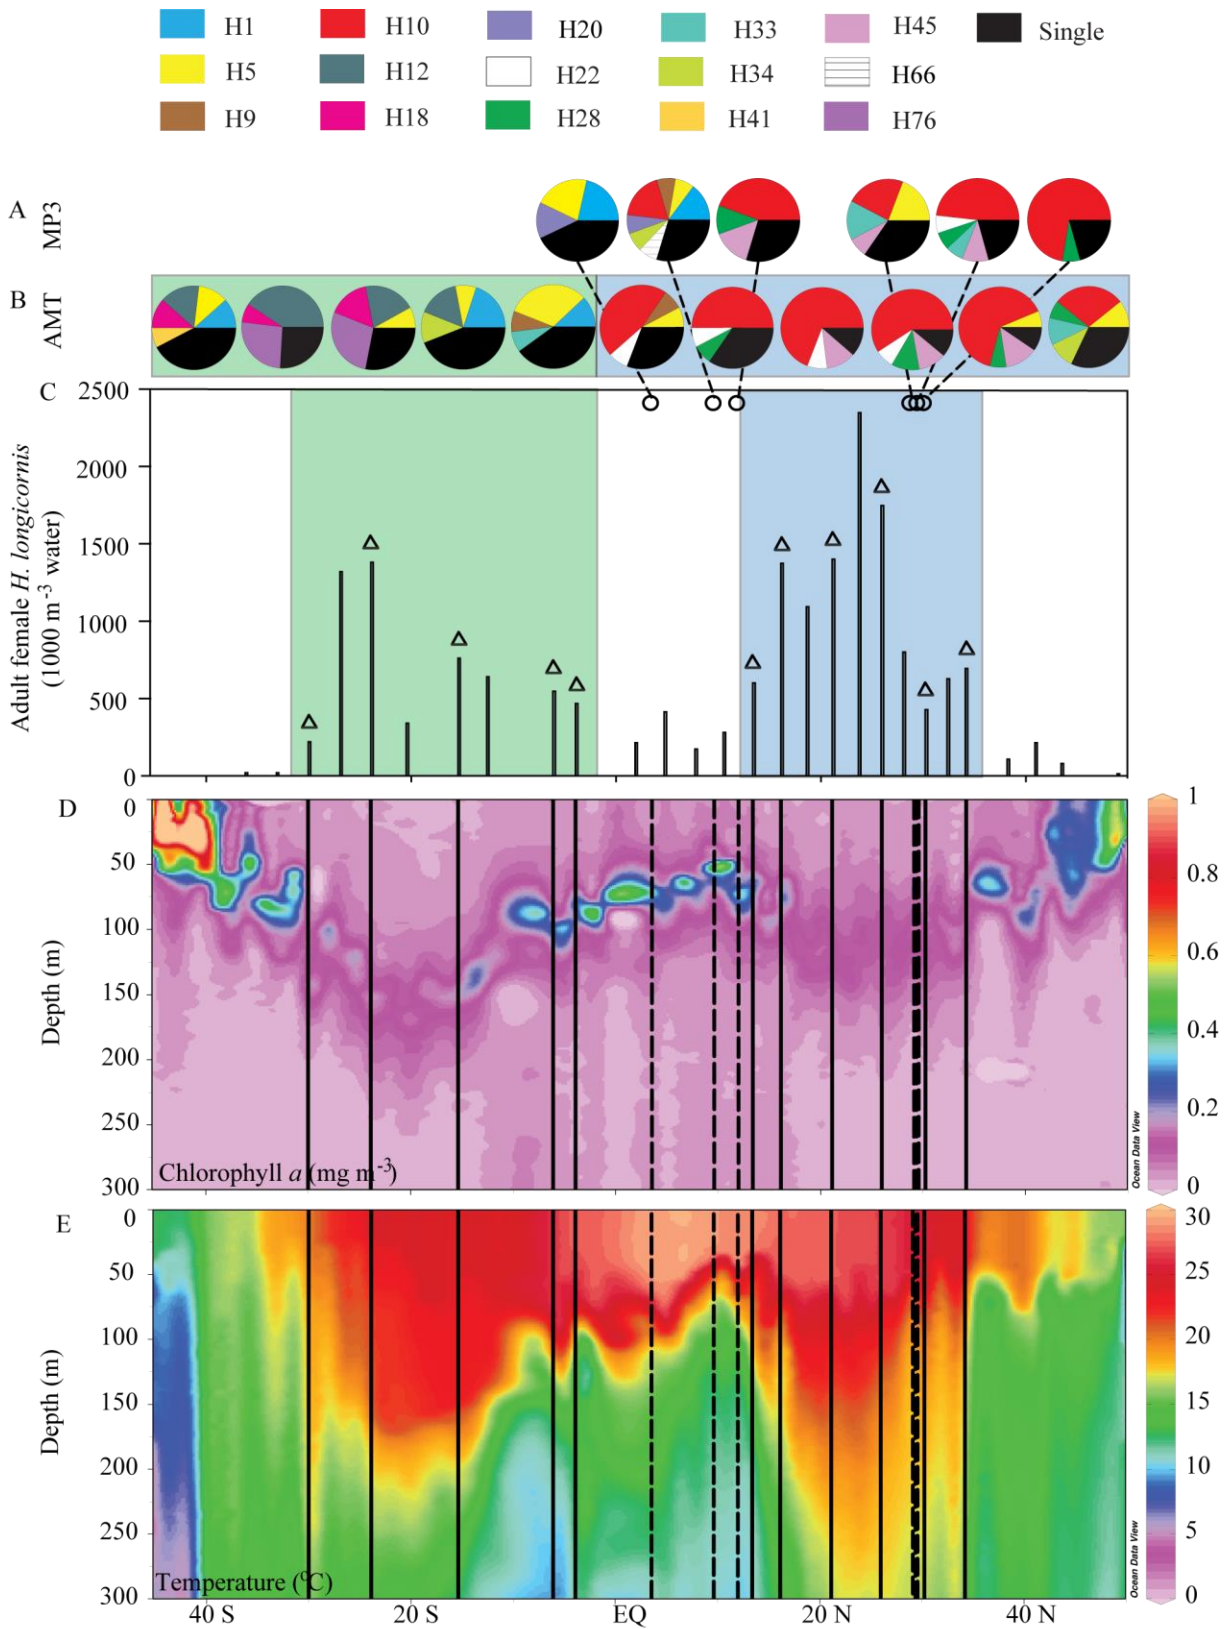 H1 H10 H20 H33 H45 Single
H5 H12 H22 H34 H66
H9 H18 H28 H41 H76
A MP3
B AMT
C
Adult female H. longicornis
(1000 m-3 water)
2500
2000
1500
1000
500
0
D
Depth (m)
0
50
100
150
200
250
300
Chlorophyll a (mg m-3)
1
0.8
0.6
0.4
0.2
0
Ocean Data View
E
Depth (m)
0
50
100
150
200
250
300
Temperature (°C)
30
25
20
15
10
5
0
Ocean Data View
40 S 20 S EQ 20 N 40 N